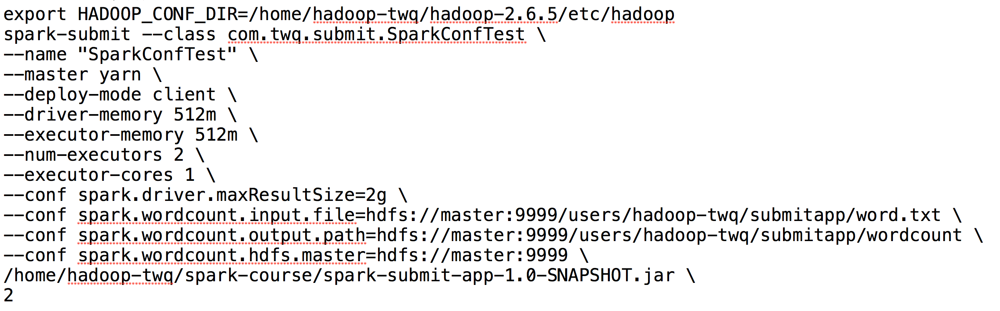 export HADOOP_CONF_DIR=/home/hadoop-twq/hadoop-2.6.5/etc/hadoop
spark-submit --class com.twq.submit.SparkConfTest \
--name "SparkConfTest" \
--master yarn \
--deploy-mode client \
--driver-memory 512m \
--executor-memory 512m \
--num-executors 2 \
--executor-cores 1 \
--conf spark.driver.maxResultSize=2g \
--conf spark.wordcount.input.file=hdfs://master:9999/users/hadoop-twq/submitapp/word.txt \
--conf spark.wordcount.output.path=hdfs://master:9999/users/hadoop-twq/submitapp/wordcount \
--conf spark.wordcount.hdfs.master=hdfs://master:9999 \
/home/hadoop-twq/spark-course/spark-submit-app-1.0-SNAPSHOT.jar \
2